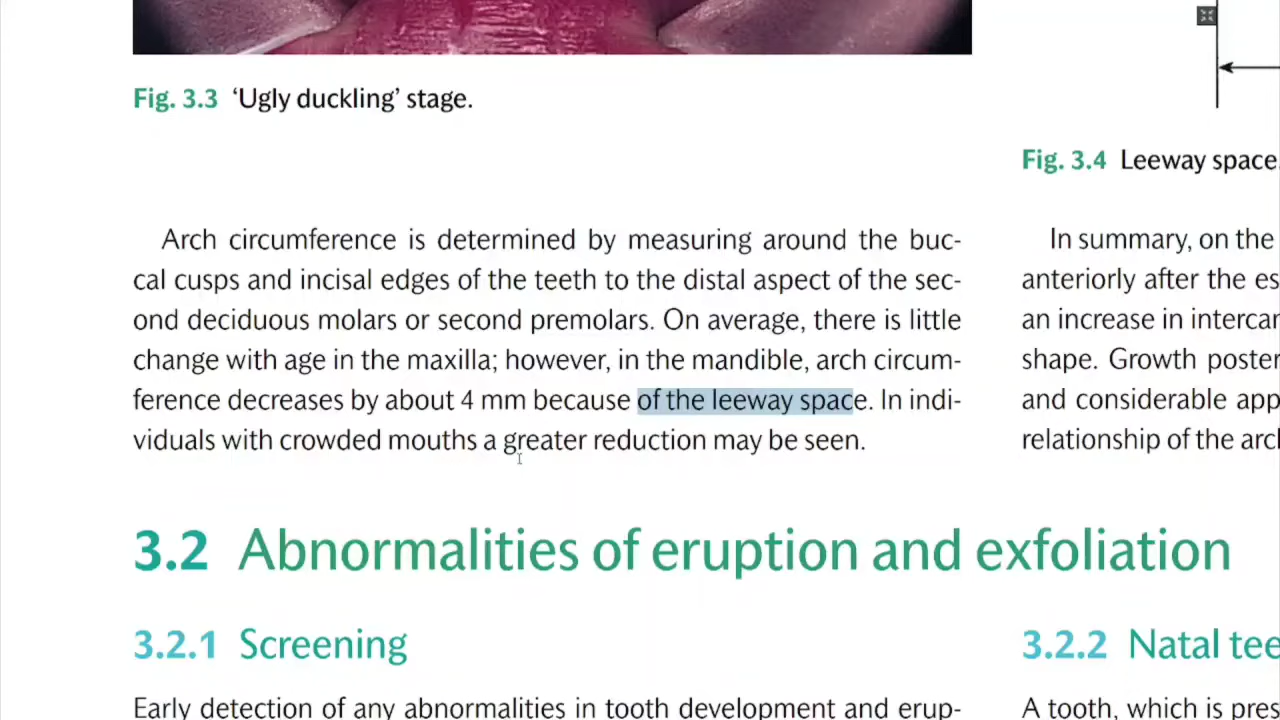 Fig. 3.3 ‘Ugly duckling’ stage.
Arch circumference is determined by measuring around the buc-
cal cusps and incisal edges of the teeth to the distal aspect of the sec-
ond deciduous molars or second premolars. On average, there is little
change with age in the maxilla; however, in the mandible, arch circum-
ference decreases by about 4 mm because of the leeway space. In indi-
viduals with crowded mouths a greater reduction may be seen.
Fig. 3.4 Leeway space.
In summary, on the
anteriorly after the es
an increase in intercan
shape. Growth poster
and considerable app
relationship of the arc
3.2 Abnormalities of eruption and exfoliation
3.2.1 Screening
Early detection of any abnormalities in tooth development and erup-
3.2.2 Natal tee
A tooth, which is pres